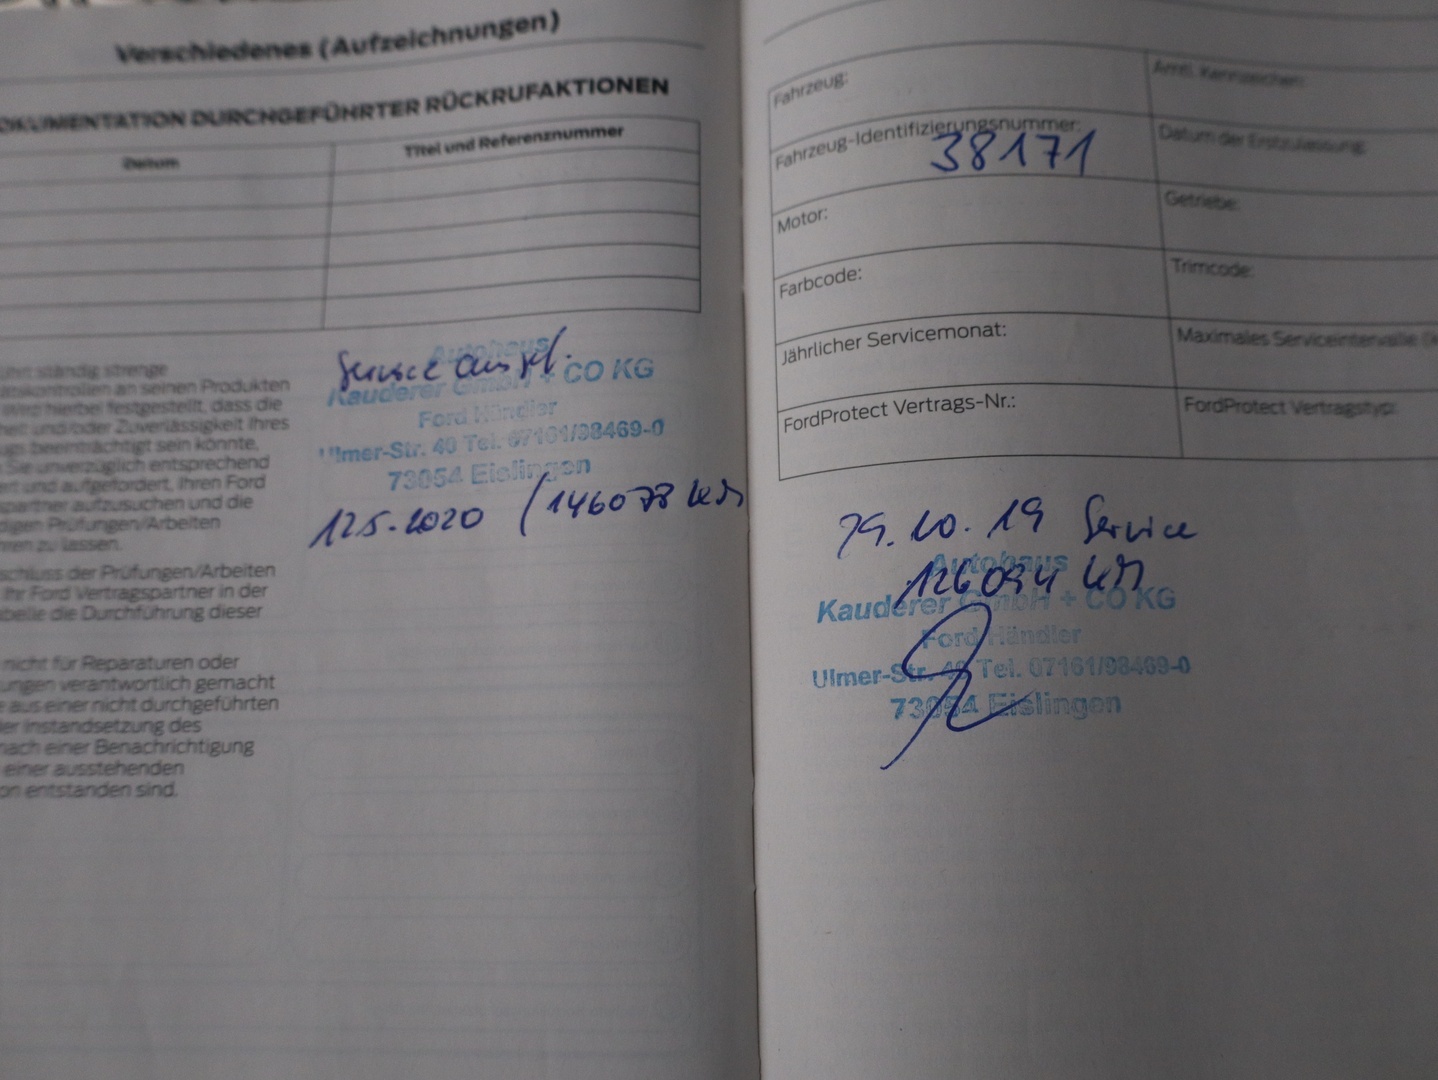 Verschiedenes (Aufzeichnungen)
DOKUMENTATION DURCHGEFÜHRTER RÜCKRUFAKTIONEN
Datum
Titel und Referenznummer
führt ständig strenge
kontrollen an seinen Produkten
Wird hierbei festgestellt, dass die
heit und/oder Zuverlässigkeit Ihres
beeinträchtigt sein könnte,
Sie unverzüglich entsprechend
ert und aufgefordert, Ihren Ford
partner aufzusuchen und die
digen Prüfungen/Arbeiten
ren zu lassen.
schluss der Prüfungen/Arbeiten
Ihr Ford Vertragspartner in der
abelle die Durchführung dieser
nicht für Reparaturen oder
ungen verantwortlich gemacht
e aus einer nicht durchgeführten
der Instandsetzung des
nach einer Benachrichtigung
einer ausstehenden
on entstanden sind.
Service
Autohaus
Kauderer GmbH + CO KG
Ford Händler
Ulmer-Str. 40 Tel. 07161/98469-0
73054 Eislingen
12.5.2020 (146078 km
Fahrzeug:
Amtl. Kennzeichen:
Fahrzeug-Identifizierungsnummer:
38171
Datum der Erstzulassung:
Motor:
Getriebe:
Farbcode:
Trimcode:
Jährlicher Servicemonat:
Maximales Serviceintervalle
FordProtect Vertrags-Nr.:
FordProtect Vertragstyp:
29.10.19 Service
126094 km
Autohaus
Kauderer GmbH + CO KG
Ford Händler
Ulmer-Str. 40 Tel. 07161/98469-0
73054 Eislingen